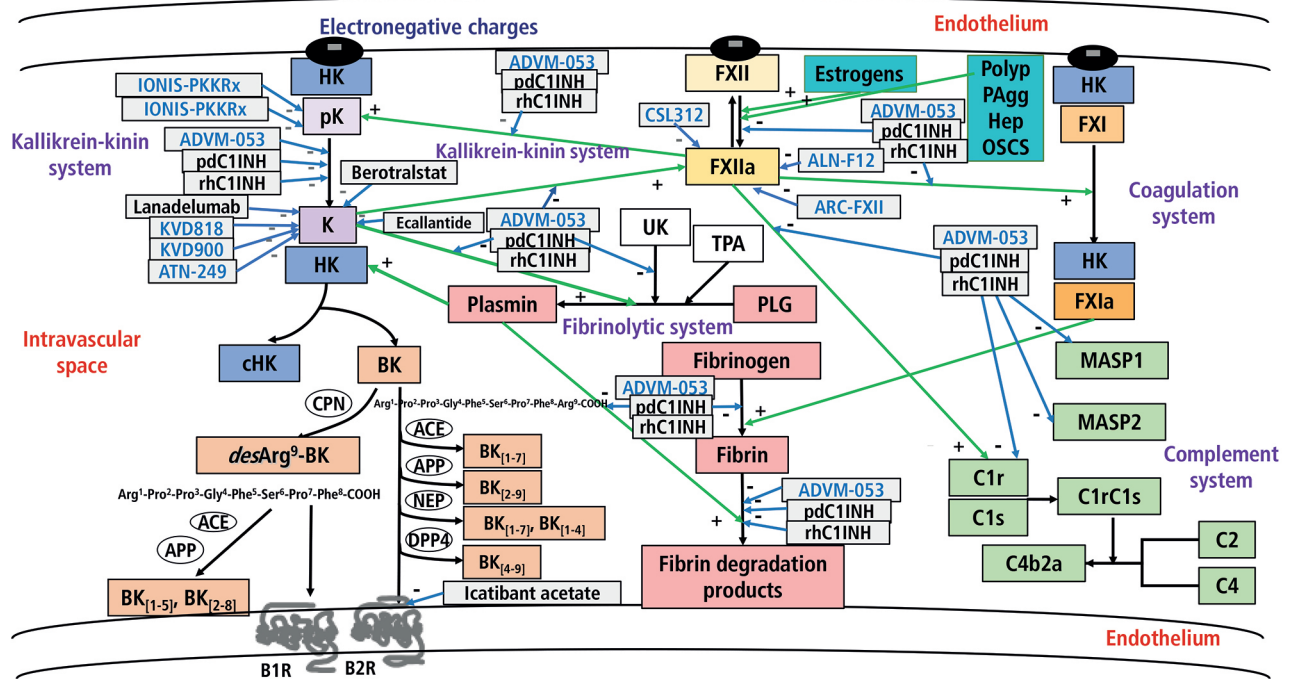 Electronegative charges
Endothelium
HK
IONIS-PKKRx
IONIS-PKKRx
pK
+
-
-
Kallikrein-kinin
system
ADVM-053
pdC1INH
rhC1INH
-
-
-
Berotralstat
-
Lanadelumab
KVD818
KVD900
ATN-249
-
-
-
-
K
Ecallantide
-
HK
+
cHK
BK
Intravascular
space
ADVM-053
pdC1INH
rhC1INH
-
Kallikrein-kinin system
FXII
Estrogens
+
+
Polyp
PAgg
Hep
OSCS
CSL312
-
ADVM-053
pdC1INH
rhC1INH
-
-
FXIIa
+
ALN-F12
-
ARC-FXII
-
HK
FXI
+
Coagulation
system
HK
FXIa
ADVM-053
pdC1INH
rhC1INH
-
-
-
UK
TPA
Plasmin
+
PLG
Fibrinolytic system
ADVM-053
pdC1INH
rhC1INH
-
-
-
-
MASP1
MASP2
Complement
system
Fibrinogen
ADVM-053
pdC1INH
rhC1INH
-
-
+
Fibrin
ADVM-053
pdC1INH
rhC1INH
-
-
-
+
Fibrin degradation
products
+
-
C1r
C1s
C1rC1s
C4b2a
C2
C4
CPN
Arg1-Pro2-Pro3-Gly4-Phe5-Ser6-Pro7-Phe8-Arg9-COOH
desArg9-BK
Arg1-Pro2-Pro3-Gly4-Phe5-Ser6-Pro7-Phe8-COOH
ACE
APP
BK[1-5], BK[2-8]
ACE
BK[1-7]
APP
BK[2-9]
NEP
BK[1-7], BK[1-4]
DPP4
BK[4-9]
Icatibant acetate
-
B1R
B2R
Endothelium